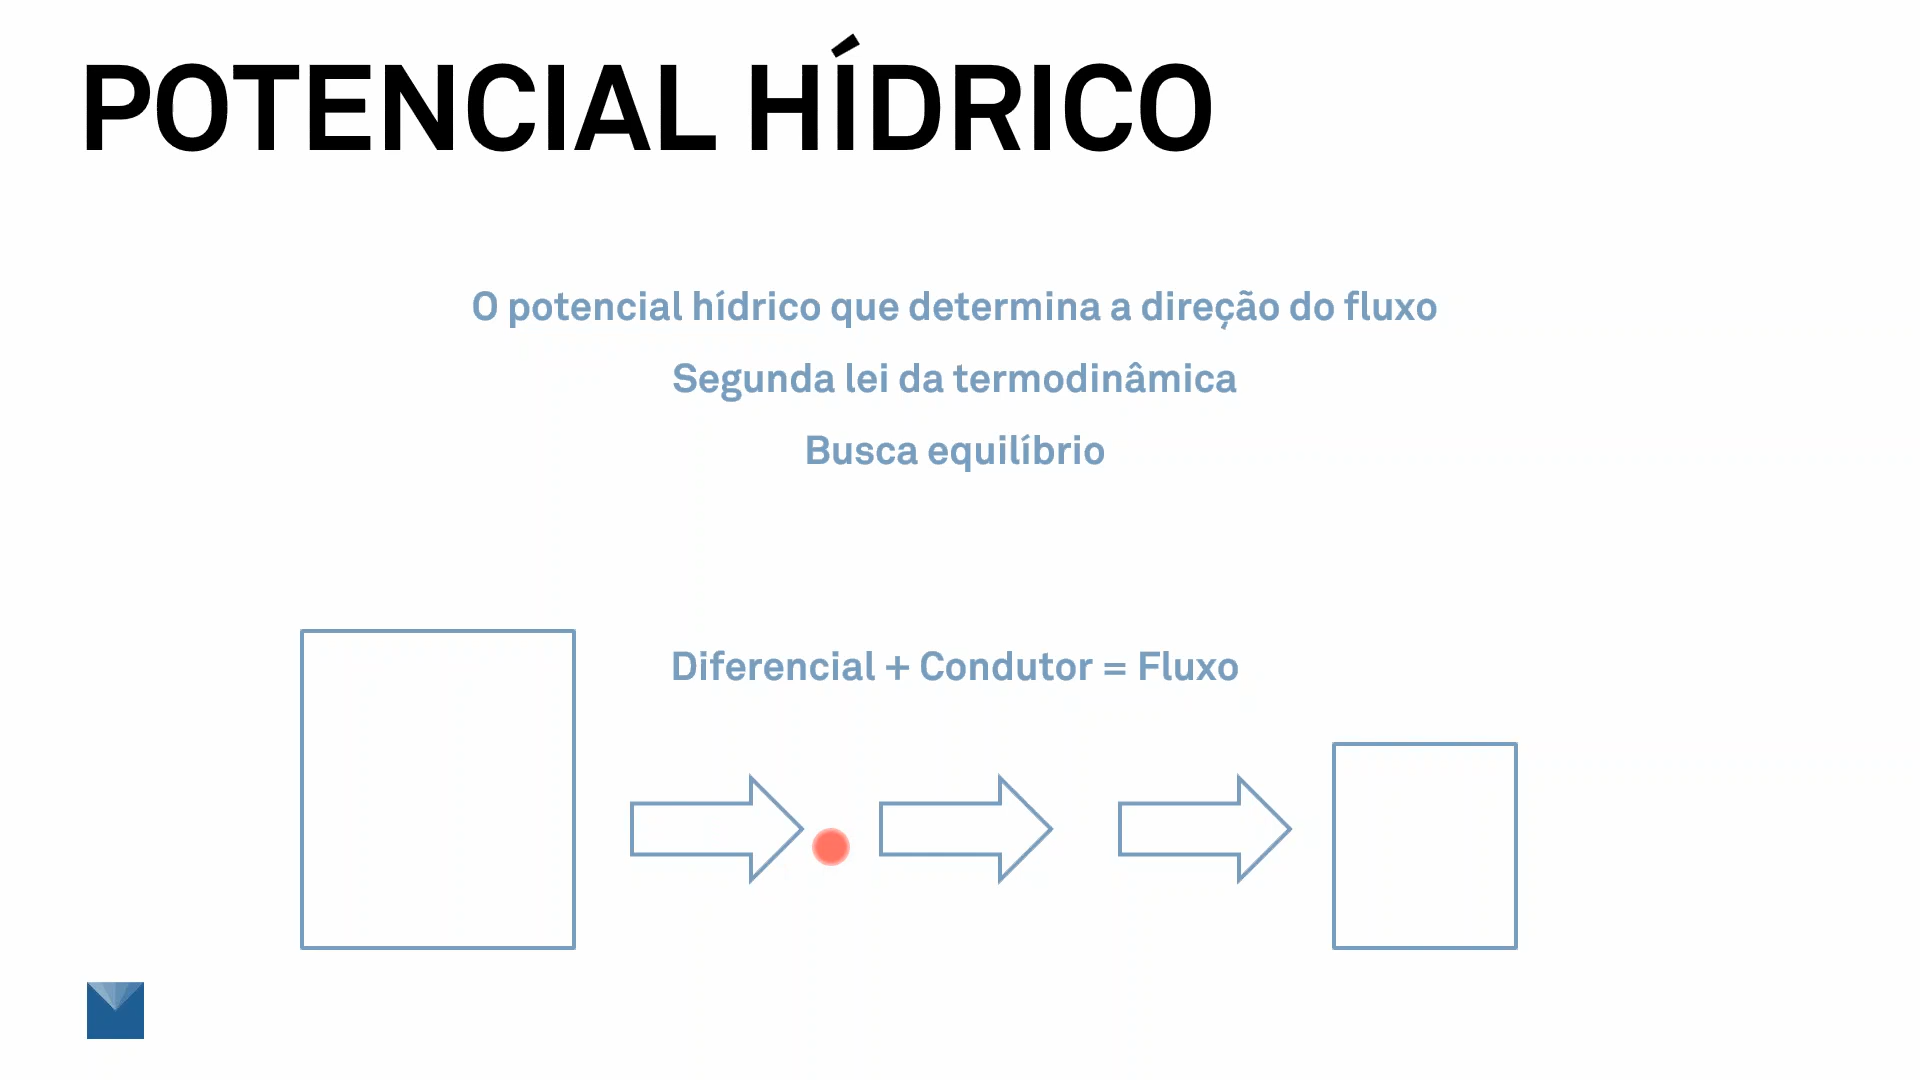 POTENCIAL HÍDRICO
O potencial hídrico que determina a direção do fluxo
Segunda lei da termodinâmica
Busca equilíbrio
Diferencial + Condutor = Fluxo